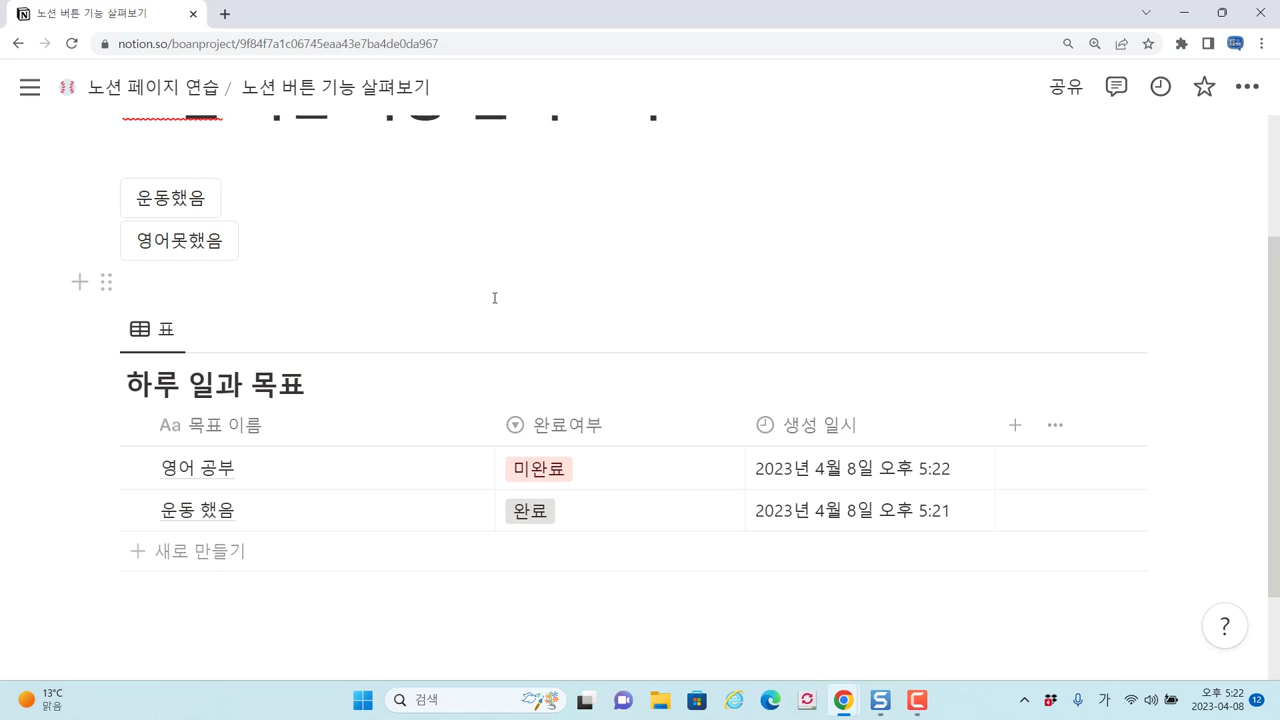 노션 버튼 기능 살펴보기
notion.so/boanproject/9f84f7a1c06745eaa43e7ba4de0da967
노션 페이지 연습 / 노션 버튼 기능 살펴보기
공유
운동했음
영어못했음
표
하루 일과 목표
Aa 목표 이름 완료여부 생성 일시
영어 공부 미완료 2023년 4월 8일 오후 5:22
운동 했음 완료 2023년 4월 8일 오후 5:21
새로 만들기
?
13°C
맑음
검색
가
오후 5:22
2023-04-08
12